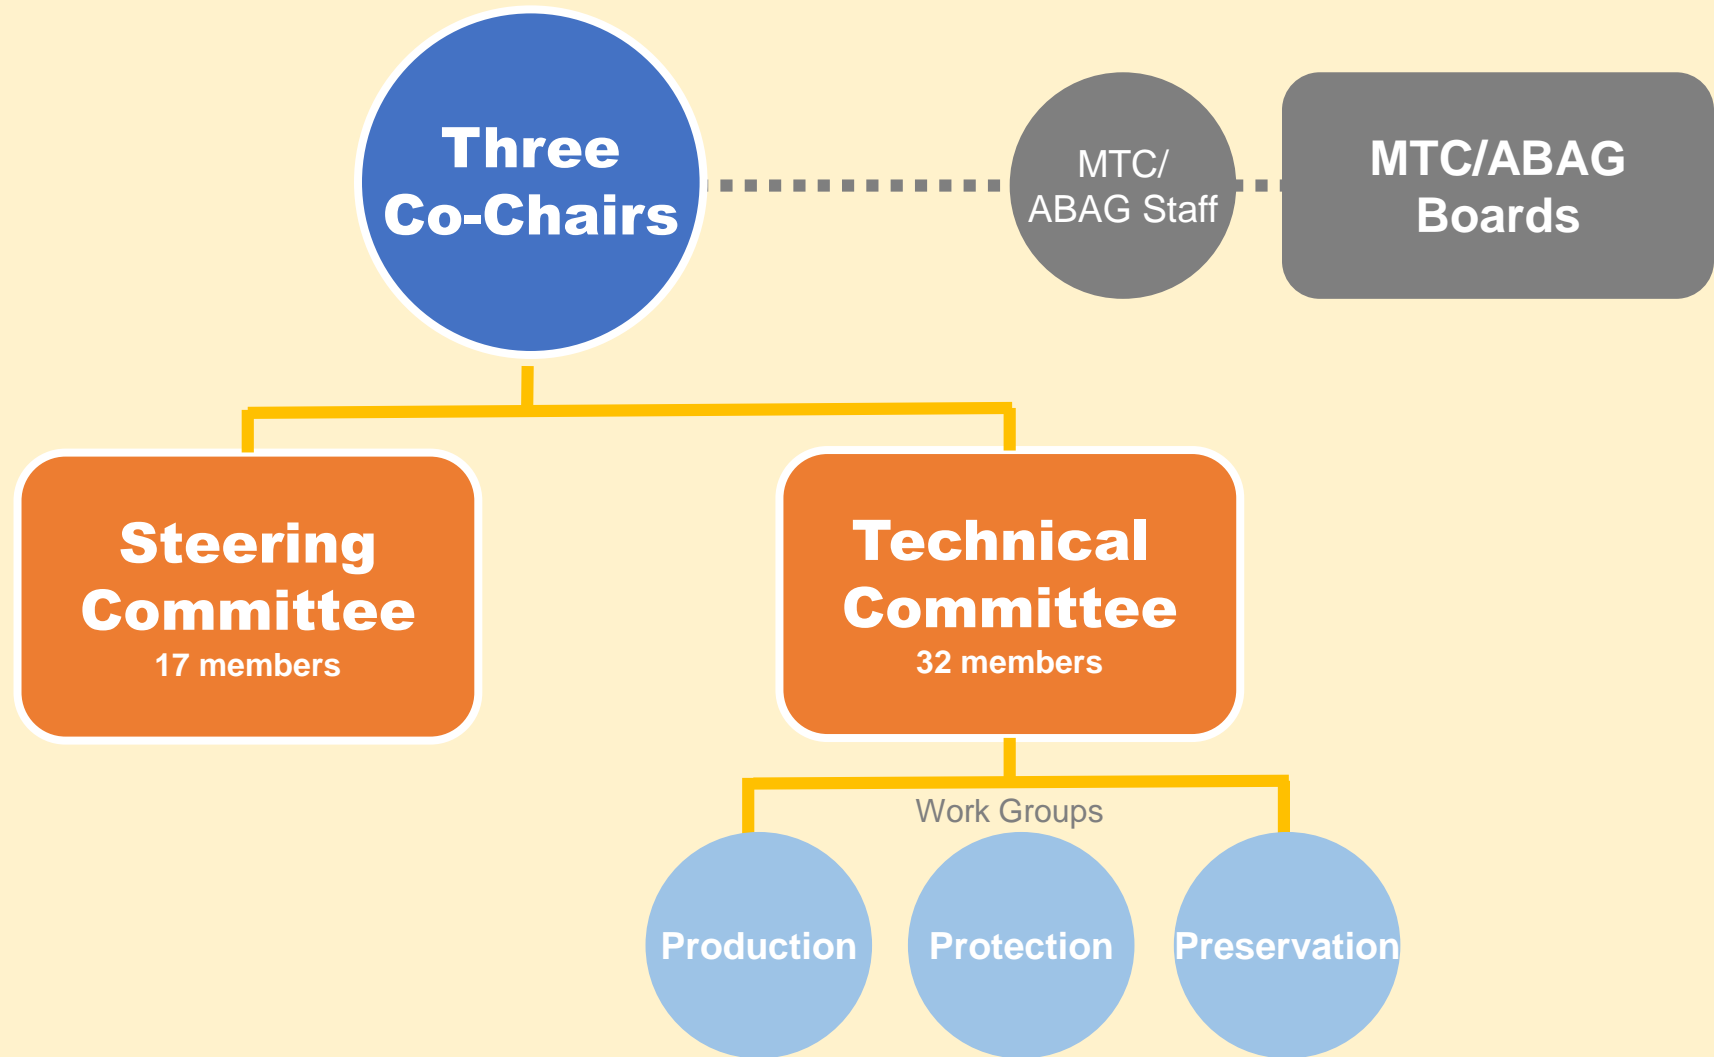 Three
Co-Chairs
MTC/
ABAG Staff
MTC/ABAG
Boards
Steering
Committee
17 members
Technical
Committee
32 members
Work Groups
Production
Protection
Preservation